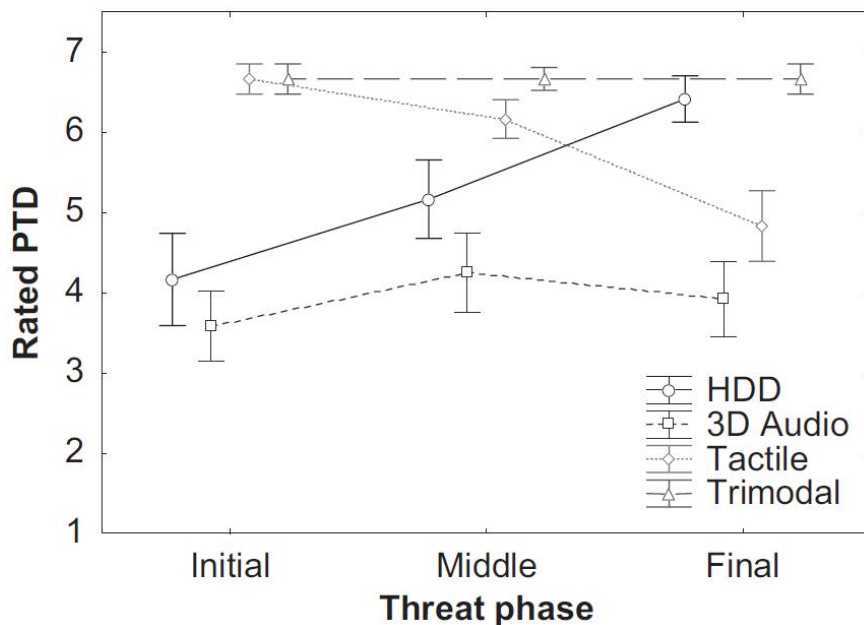 7
6
5
4
3
2
1
Rated PTD
HDD
3D Audio
Tactile
Trimodal
Initial Middle Final
Threat phase